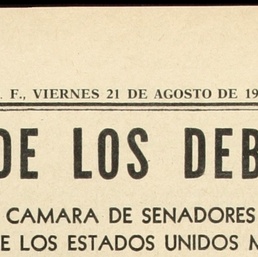 . F., VIERNES 21 DE AGOSTO DE 19
DE LOS DEB
CAMARA DE SENADORES
E LOS ESTADOS UNIDOS M